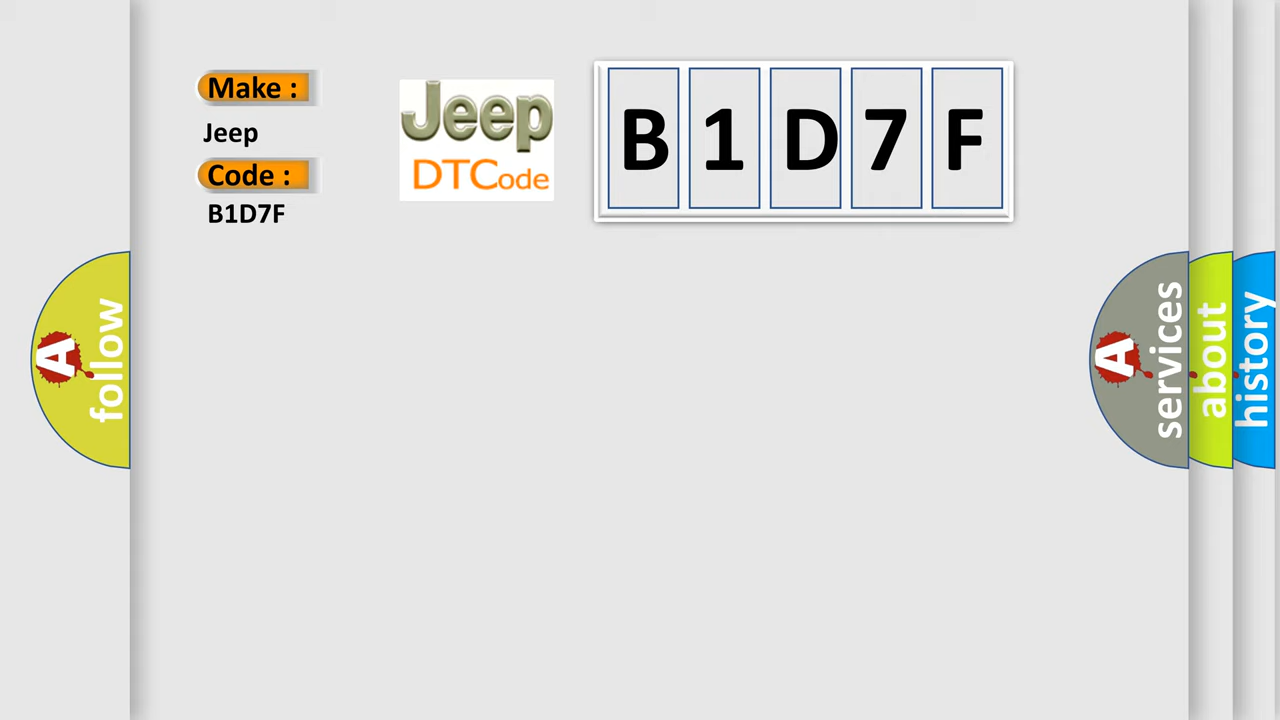 Make :
Jeep
Code :
B1D7F
Jeep
DTCode
B 1 D 7 F
A follow
A services
about
history